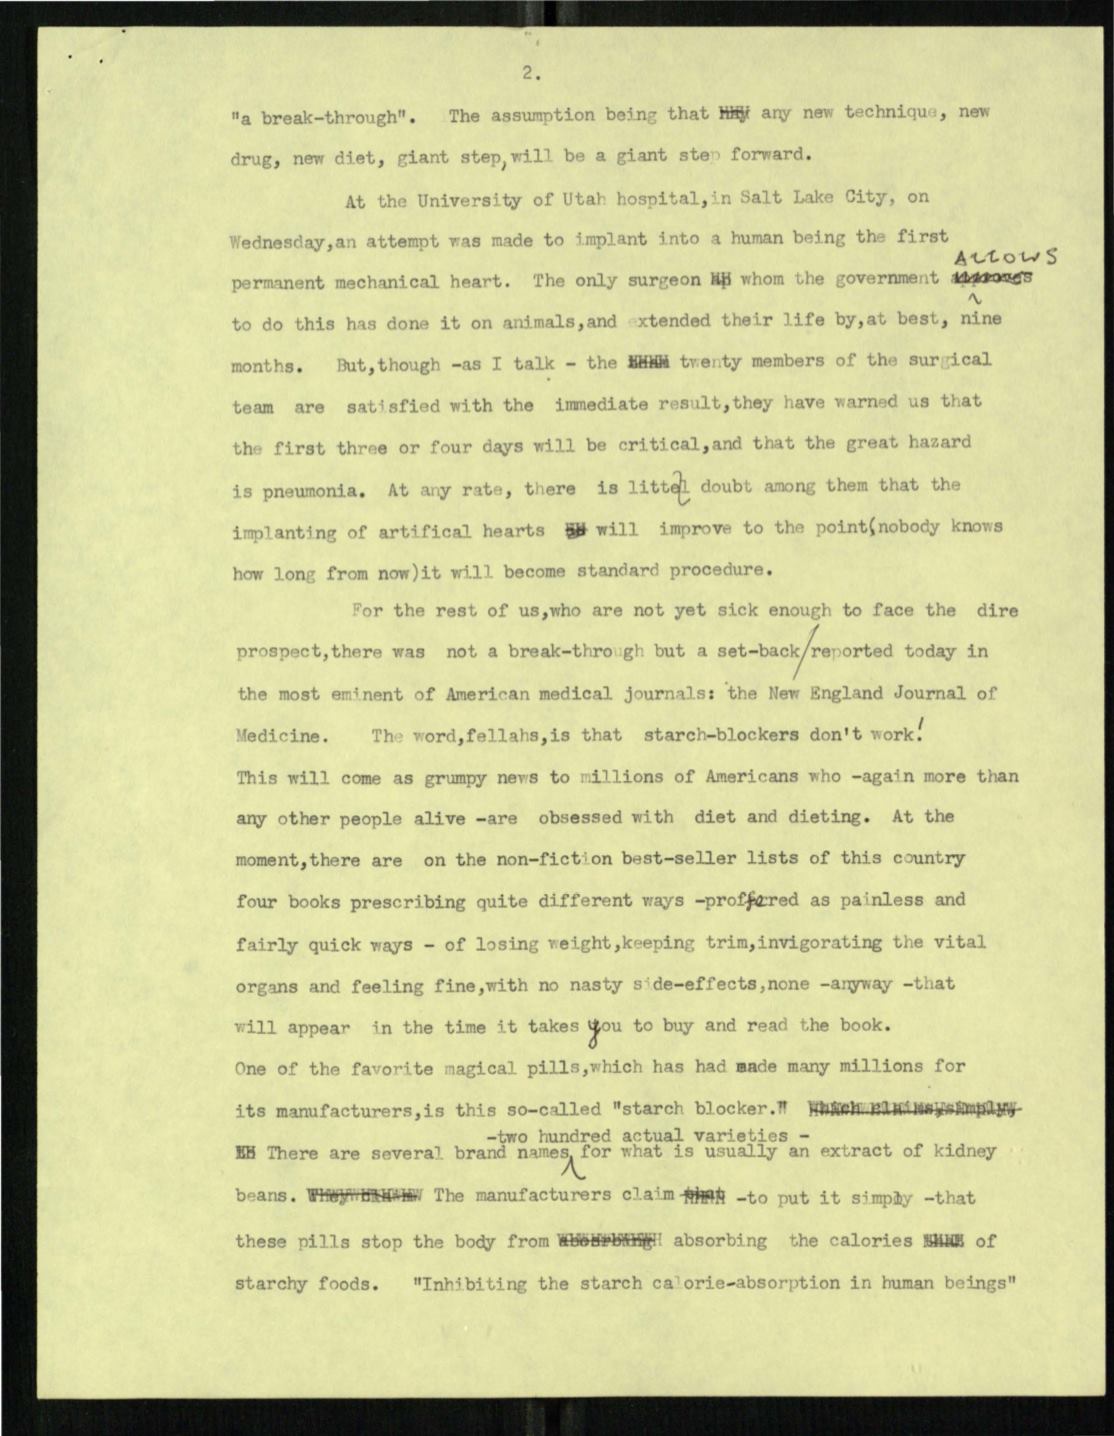 2.
"a break-through".   The assumption being that any new technique, new
drug, new diet, giant step,will be a giant step forward.
At the University of Utah hospital,in Salt Lake City, on
Wednesday,an attempt was made to implant into a human being the first
ALLOWS
permanent mechanical heart.  The only surgeon whom the government
to do this has done it on animals,and extended their life by,at best, nine
months.   But,though -as I talk - the twenty members of the surgical
team  are  satisfied with the  immediate result,they have warned us that
the first three or four days will be critical,and that the great hazard
is pneumonia.  At any rate, there  is littel doubt among them that the
implanting of artifical hearts will  improve to the point(nobody knows
how long from now)it will become standard procedure.
For the rest of us,who are not yet sick enough to face the  dire
prospect,there was  not a break-through but a set-back/reported today in
the most eminent of American medical journals: the New England Journal of
Medicine.    The word,fellahs,is that  starch-blockers don't work!
This will come as grumpy news to millions of Americans who -again more than
any other people alive -are  obsessed with  diet and dieting.  At the
moment,there are  on the non-fiction best-seller lists of this country
four books prescribing quite different ways -proffered as painless and
fairly quick ways - of losing weight,keeping trim,invigorating the vital
organs and feeling fine,with no nasty side-effects,none -anyway -that
will appear  in the time it takes you to buy and read the book.
One of the favorite magical pills,which has had made many millions for
its manufacturers,is this so-called "starch blocker."
-two hundred actual varieties -
There are several brand names for what is usually an extract of kidney
beans. The manufacturers claim -to put it simply -that
these pills stop the body from absorbing  the calories of
starchy foods.   "Inhibiting the starch calorie-absorption in human beings"